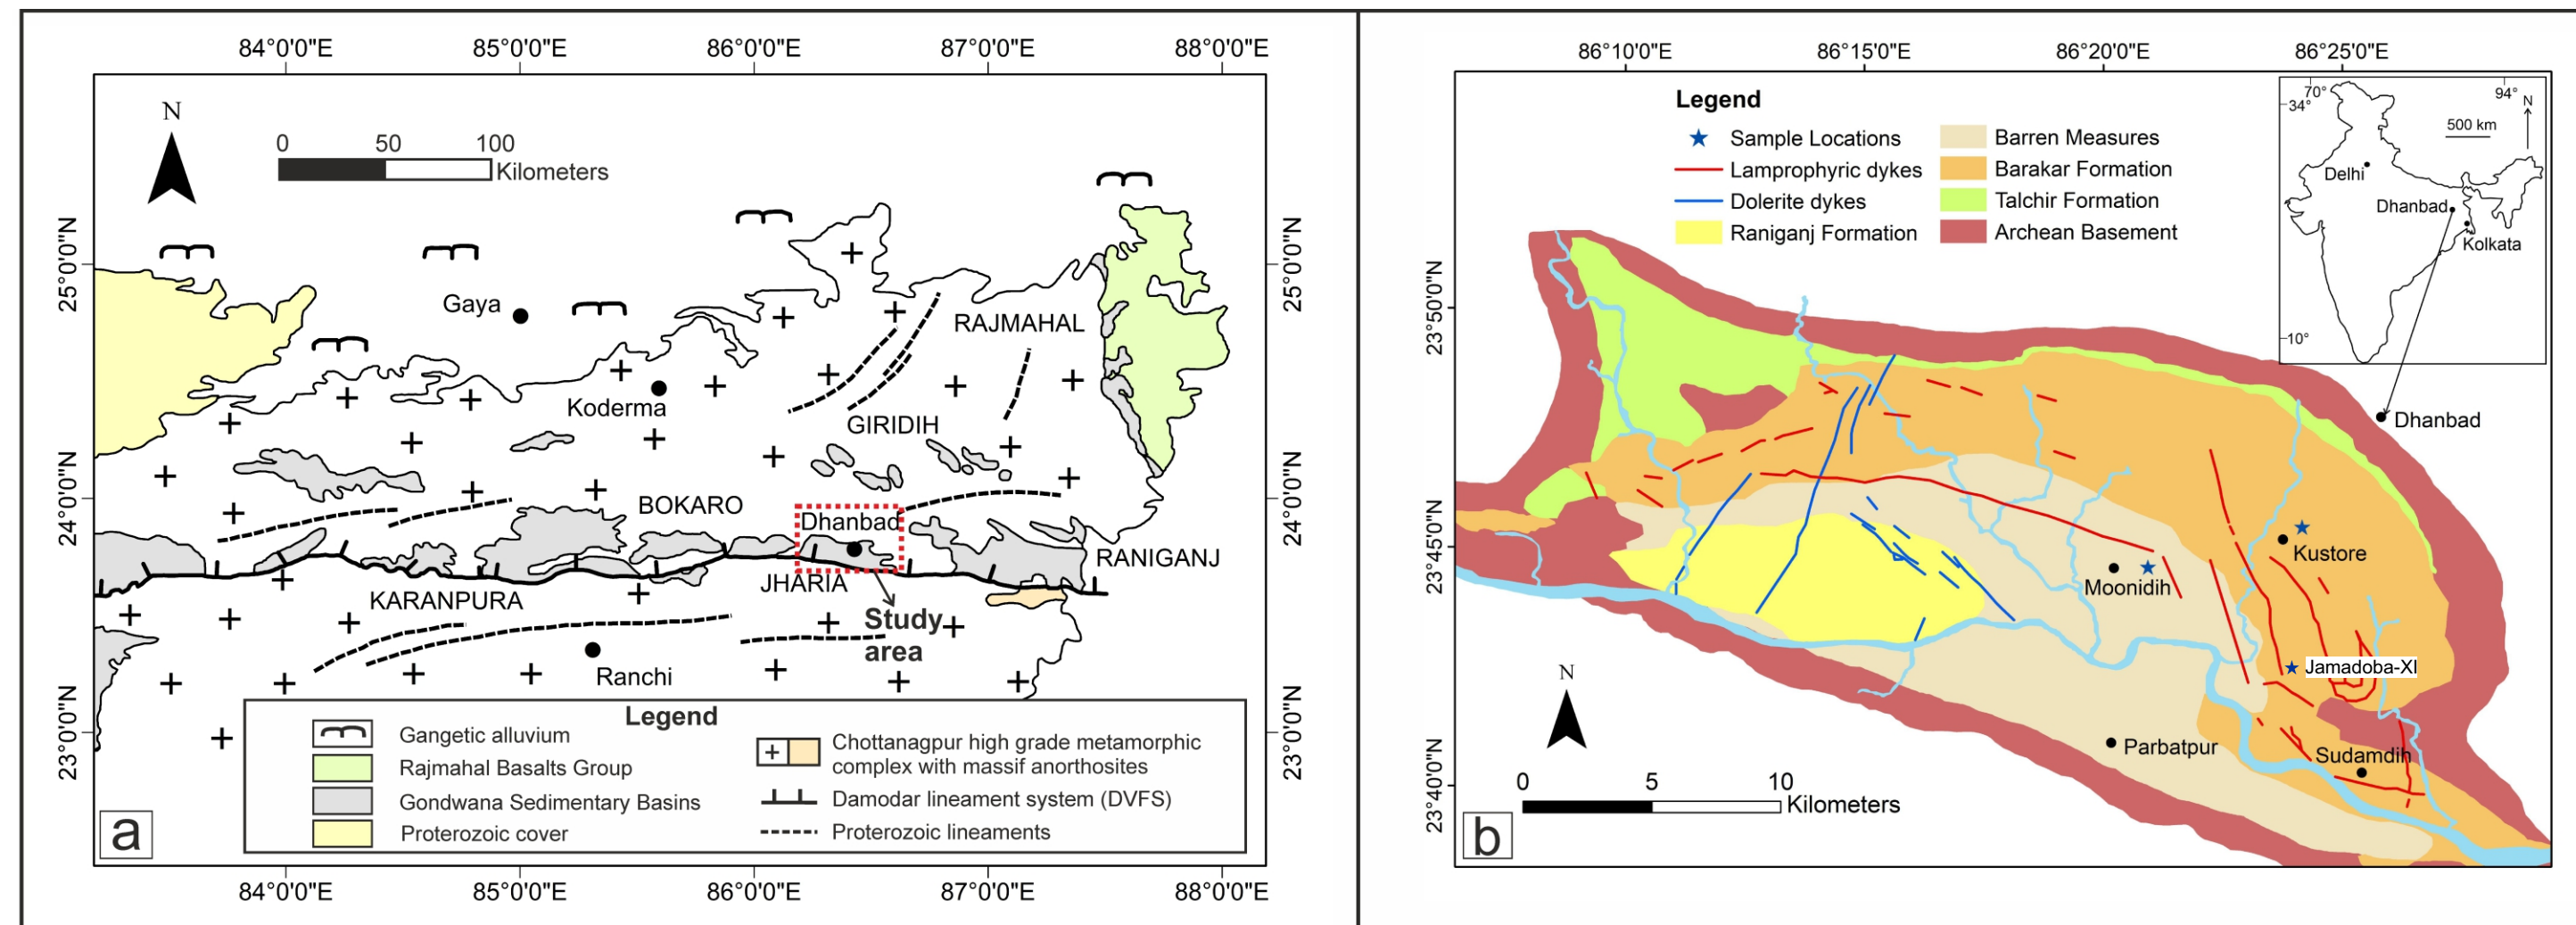 84°0'0"E 85°0'0"E 86°0'0"E 87°0'0"E 88°0'0"E
N
0 50 100
Kilometers
25°0'0"N
24°0'0"N
23°0'0"N
25°0'0"N
24°0'0"N
23°0'0"N
Gaya
RAJMAHAL
Koderma
GIRIDIH
BOKARO
Dhanbad
RANIGANJ
JHARIA
KARANPURA
Study
area
Ranchi
Legend
Gangetic alluvium
Rajmahal Basalts Group
Gondwana Sedimentary Basins
Proterozoic cover
Chottanagpur high grade metamorphic
complex with massif anorthosites
Damodar lineament system (DVFS)
Proterozoic lineaments
a
84°0'0"E 85°0'0"E 86°0'0"E 87°0'0"E 88°0'0"E
86°10'0"E 86°15'0"E 86°20'0"E 86°25'0"E
Legend
Sample Locations
Lamprophyric dykes
Dolerite dykes
Raniganj Formation
Barren Measures
Barakar Formation
Talchir Formation
Archean Basement
70° 94°
34°
N
500 km
Delhi
Dhanbad
Kolkata
10°
23°50'0"N
23°45'0"N
23°40'0"N
Dhanbad
Kustore
Moonidih
Jamadoba-XI
Parbatpur
Sudamdih
N
0 5 10
Kilometers
b